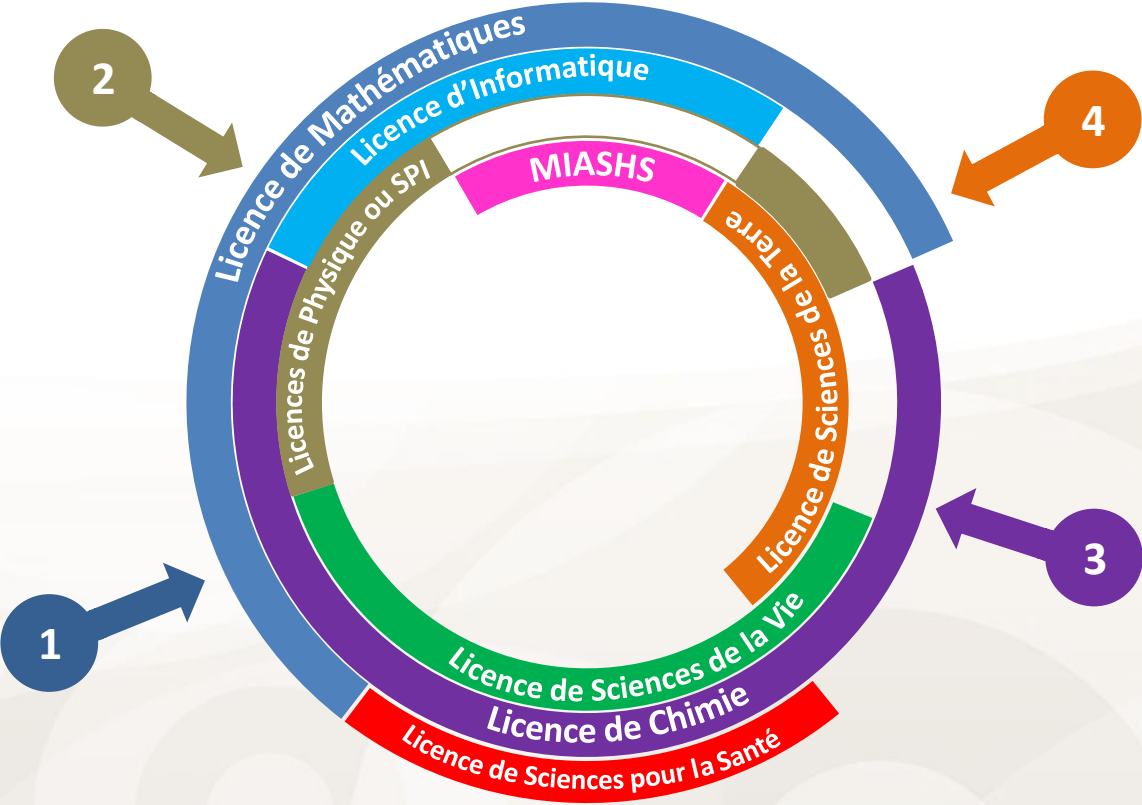 2
4
1
3
Licence de Mathématiques
Licence d'Informatique
Licences de Physique ou SPI
MIASHS
Licence de Sciences de la Terre
Licence de Sciences de la Vie
Licence de Chimie
Licence de Sciences pour la Santé